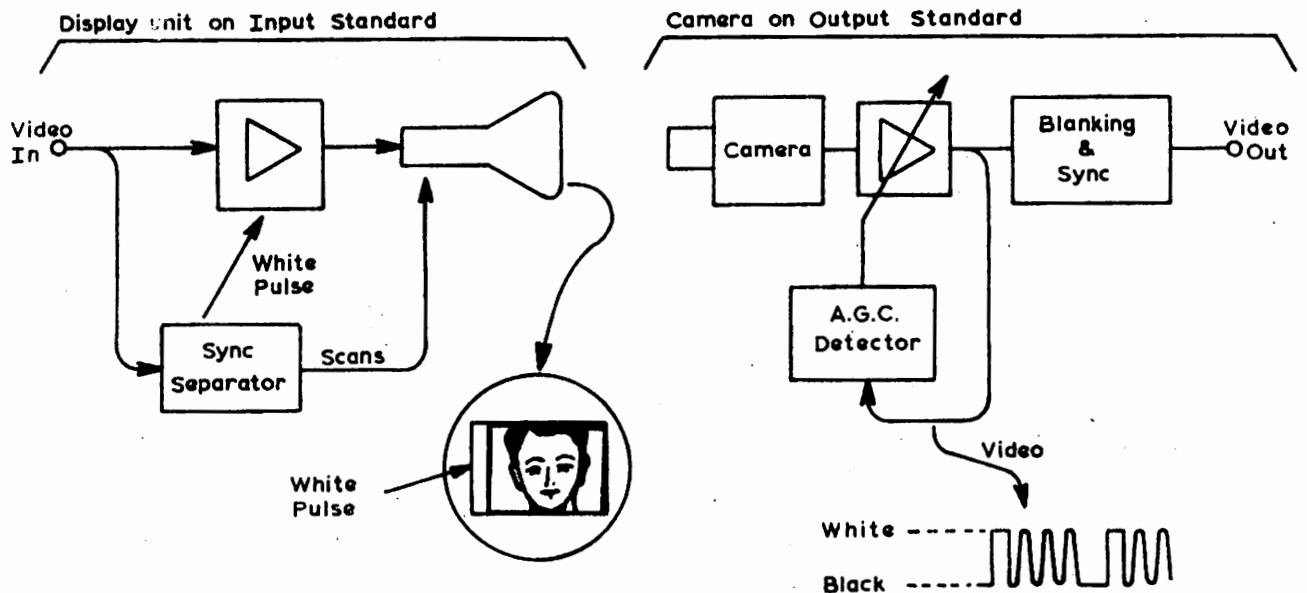 Display unit on Input Standard
Camera on Output Standard
Video
In
White
Pulse
Sync
Separator
Scans
White
Pulse
Camera
Blanking
&
Sync
Video
Out
A.G.C.
Detector
Video
White
Black